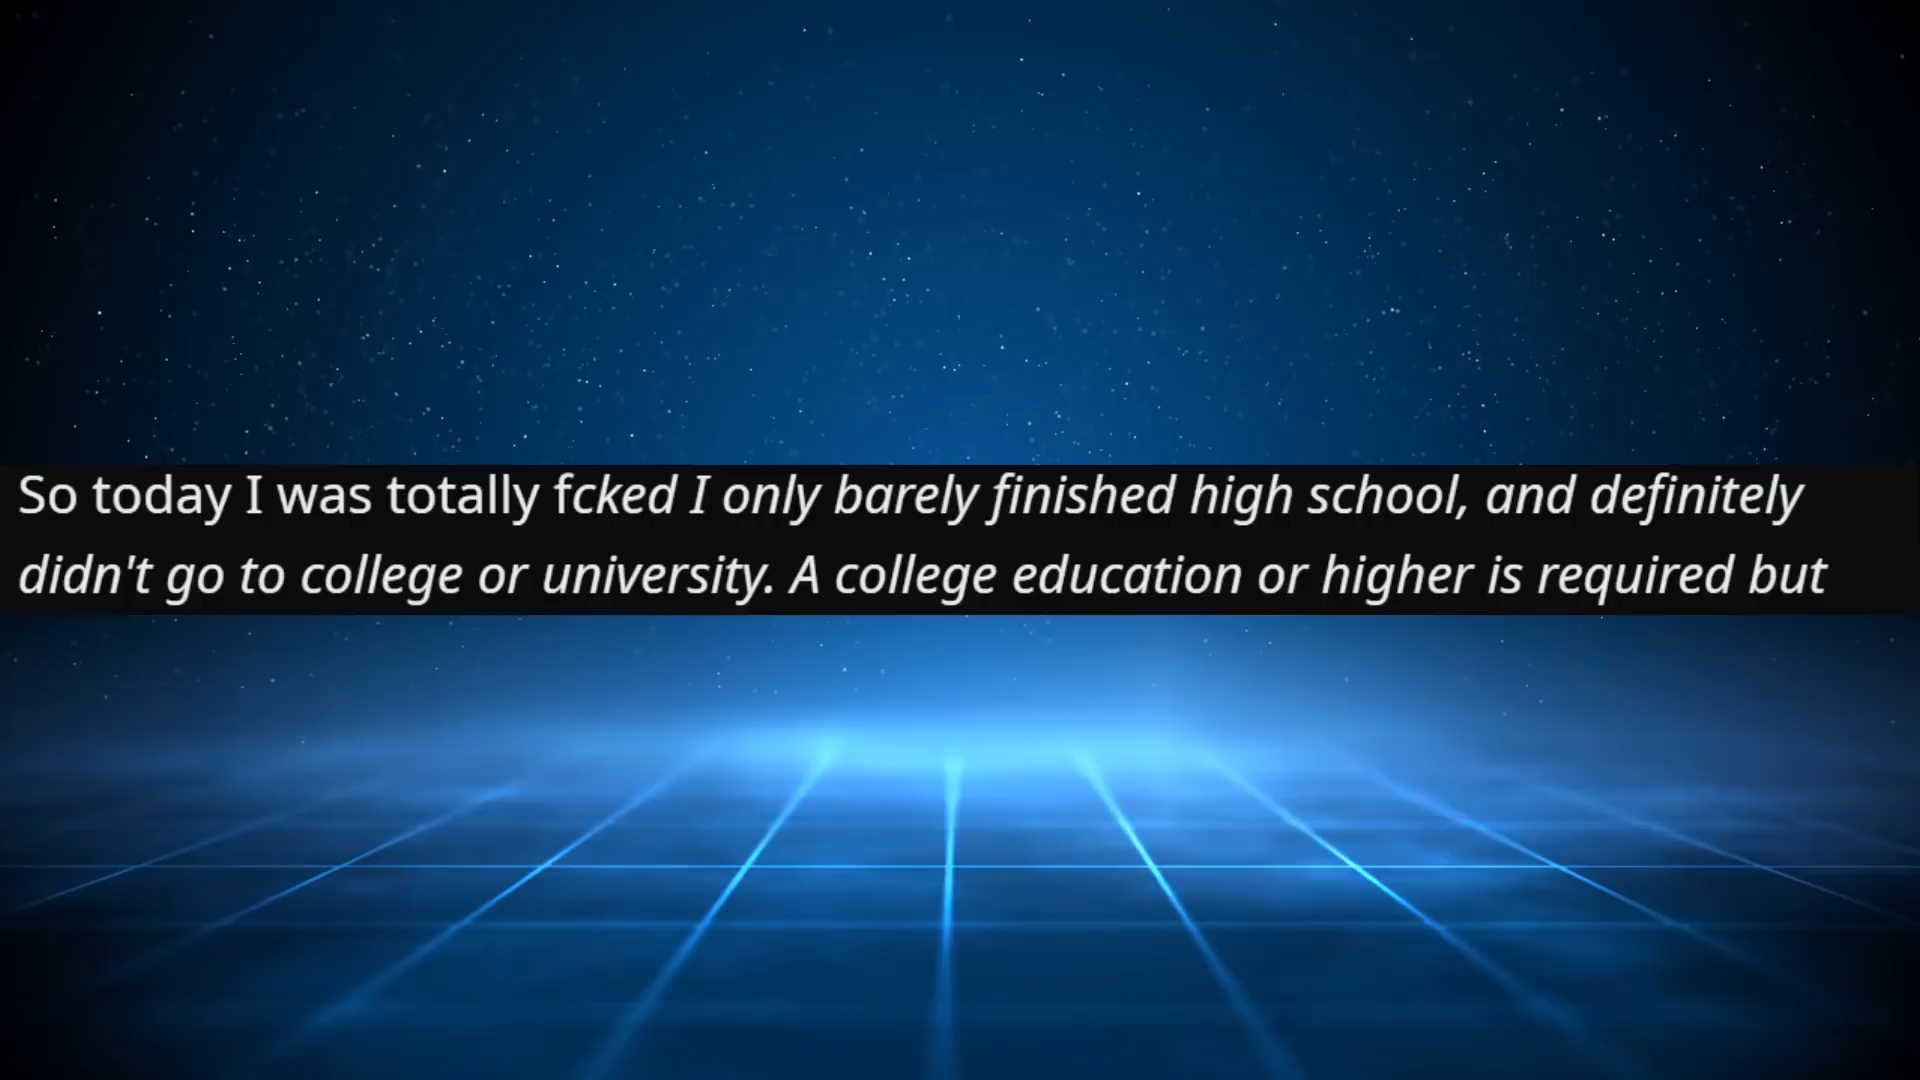 So today I was totally fcked I only barely finished high school, and definitely
didn't go to college or university. A college education or higher is required but